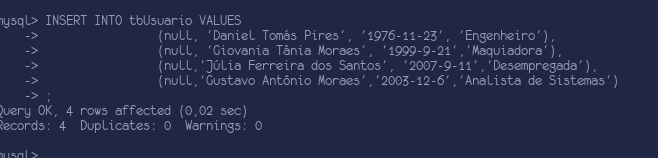 mysql> INSERT INTO tbUsuario VALUES
-> (null, 'Daniel Tomás Pires', '1976-11-23', 'Engenheiro'),
-> (null, 'Giovania Tânia Moraes', '1999-9-21','Maquiadora'),
-> (null,'Júlia Ferreira dos Santos', '2007-9-11','Desempregada'),
-> (null,'Gustavo Antônio Moraes','2003-12-6','Analista de Sistemas')
-> ;
Query OK, 4 rows affected (0,02 sec)
Records: 4  Duplicates: 0  Warnings: 0
mysql>